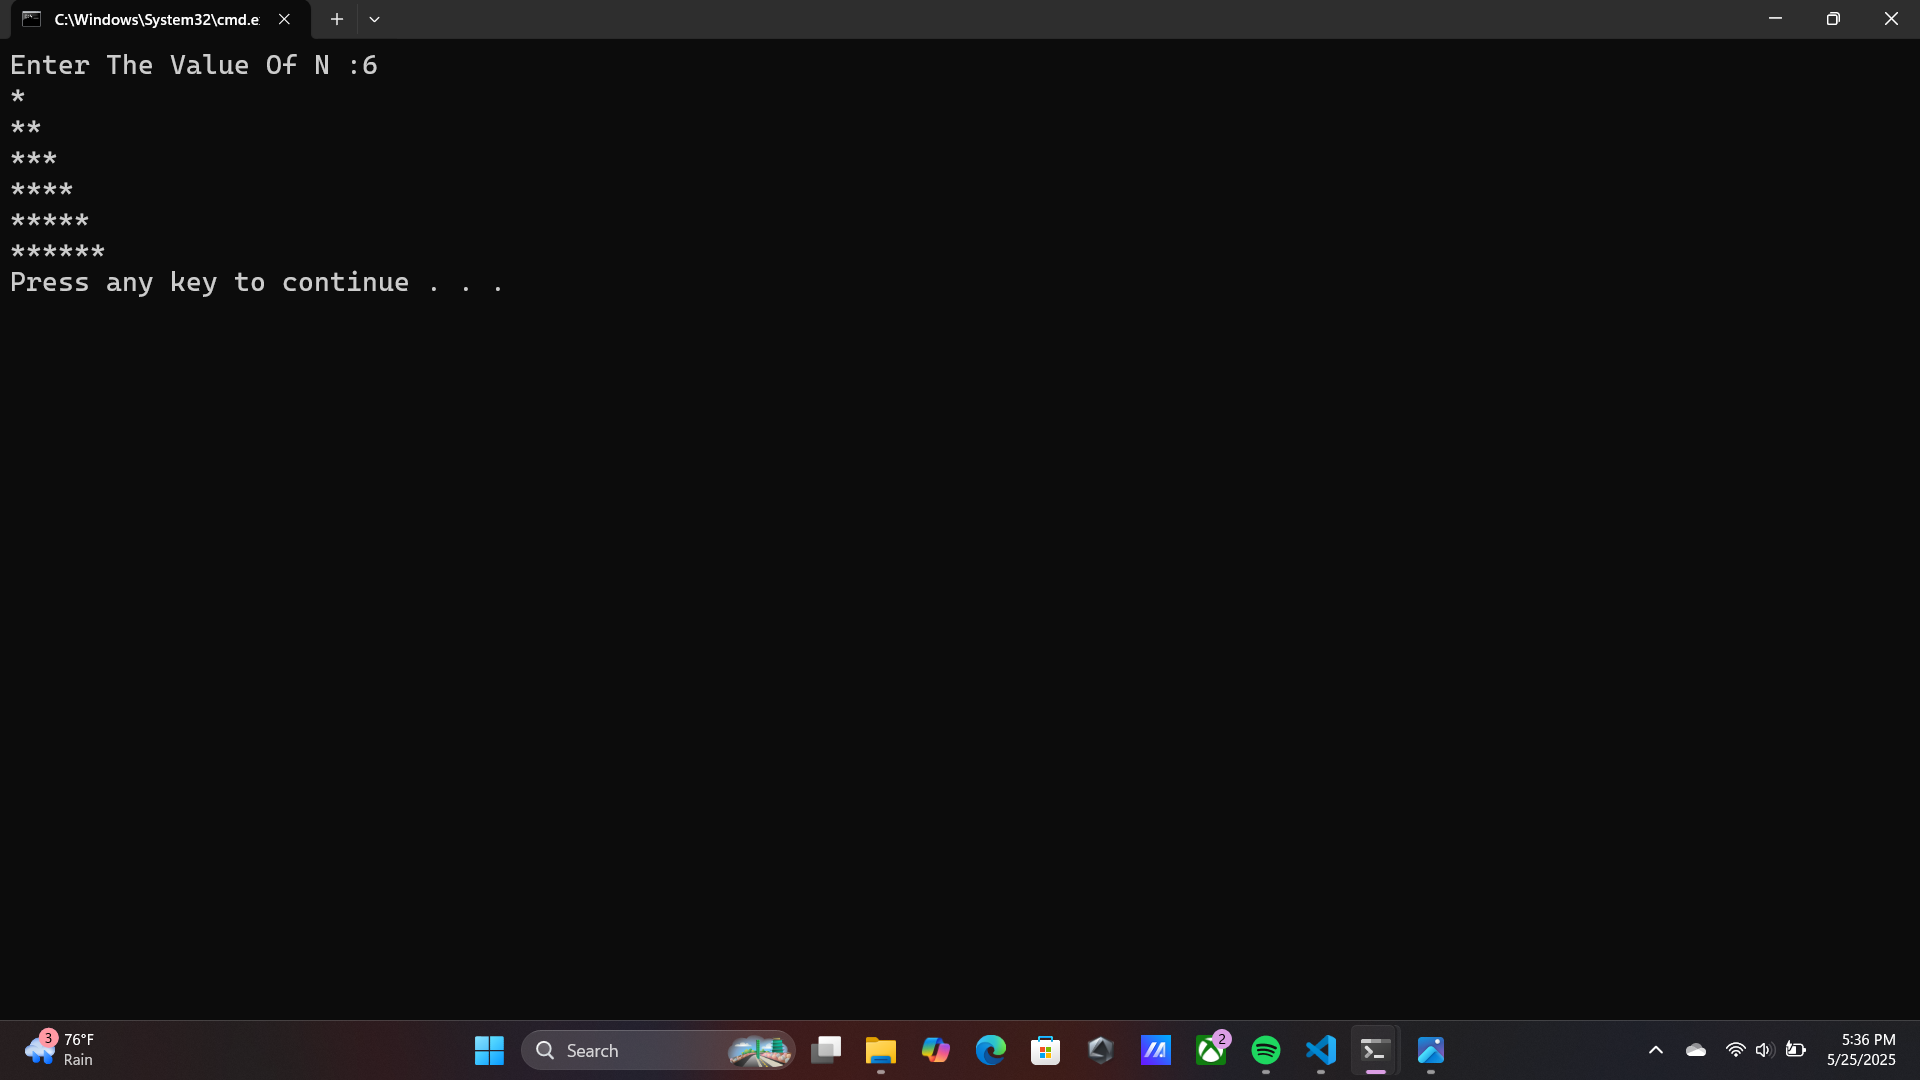 C:\Windows\System32\cmd.e
Enter The Value Of N :6
*
**
***
****
*****
******
Press any key to continue . . .
3
76°F
Rain
Search
2
5:36 PM
5/25/2025